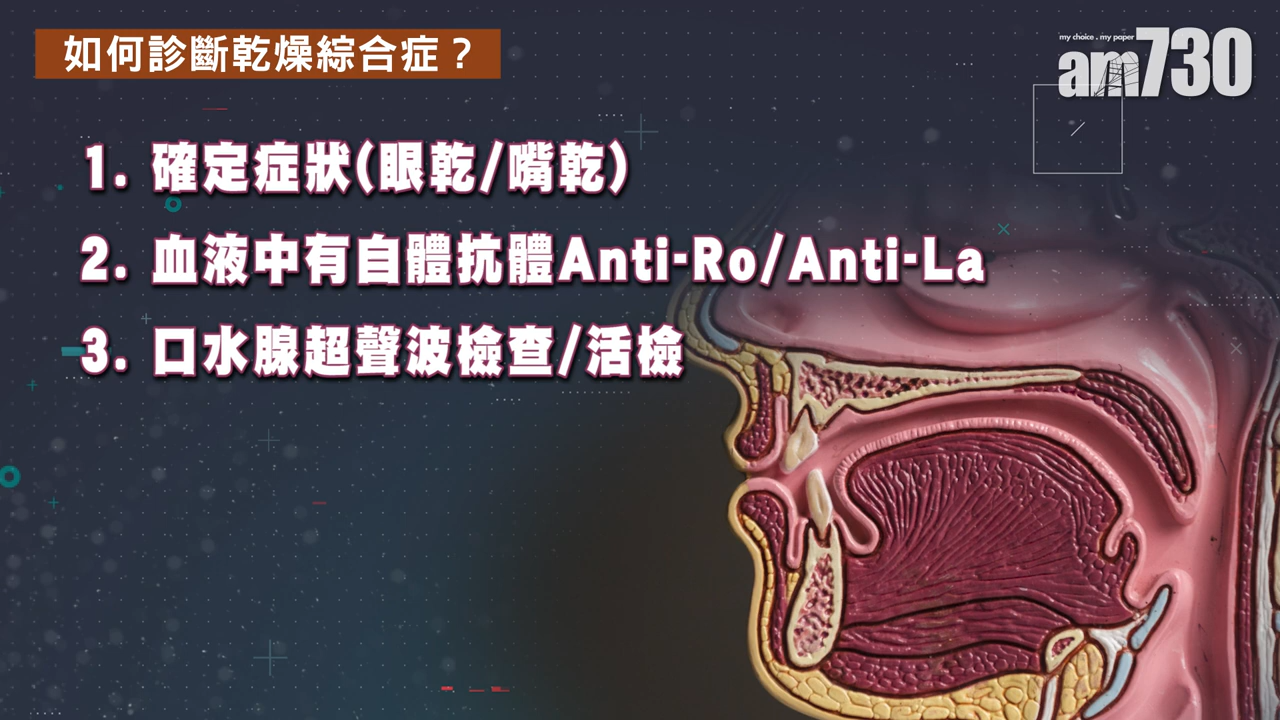 如何診斷乾燥綜合症？
my choice . my paper
am730
1. 確定症狀(眼乾/嘴乾)
2. 血液中有自體抗體Anti-Ro/Anti-La
3. 口水腺超聲波檢查/活檢